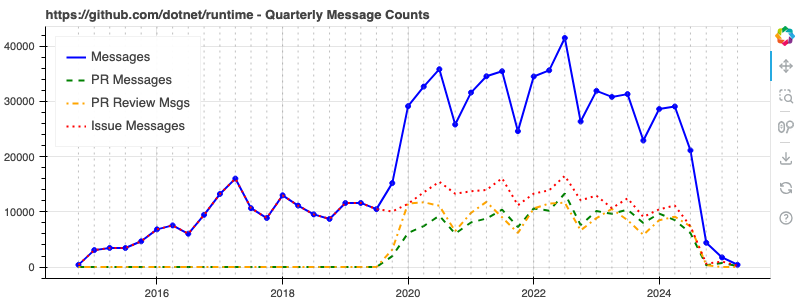 https://github.com/dotnet/runtime - Quarterly Message Counts
Messages
PR Messages
PR Review Msgs
Issue Messages
40000
30000
20000
10000
0
2016
2018
2020
2022
2024